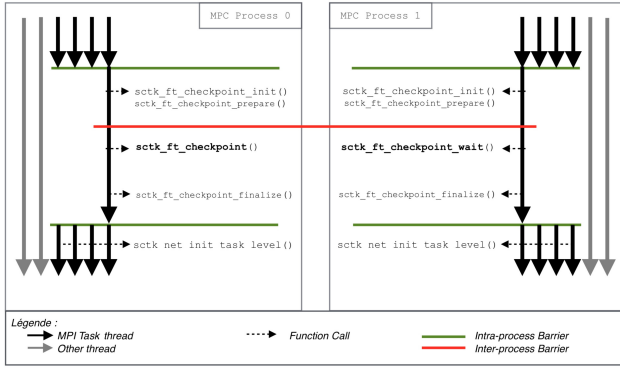 MPC Process 0
MPC Process 1
sctk_ft_checkpoint_init()
sctk_ft_checkpoint_prepare()
sctk_ft_checkpoint_init()
sctk_ft_checkpoint_prepare()
sctk_ft_checkpoint()
sctk_ft_checkpoint_wait()
sctk_ft_checkpoint_finalize()
sctk_ft_checkpoint_finalize()
sctk net init task level()
sctk net init task level()
Légende :
MPI Task thread
Function Call
Intra-process Barrier
Other thread
Inter-process Barrier